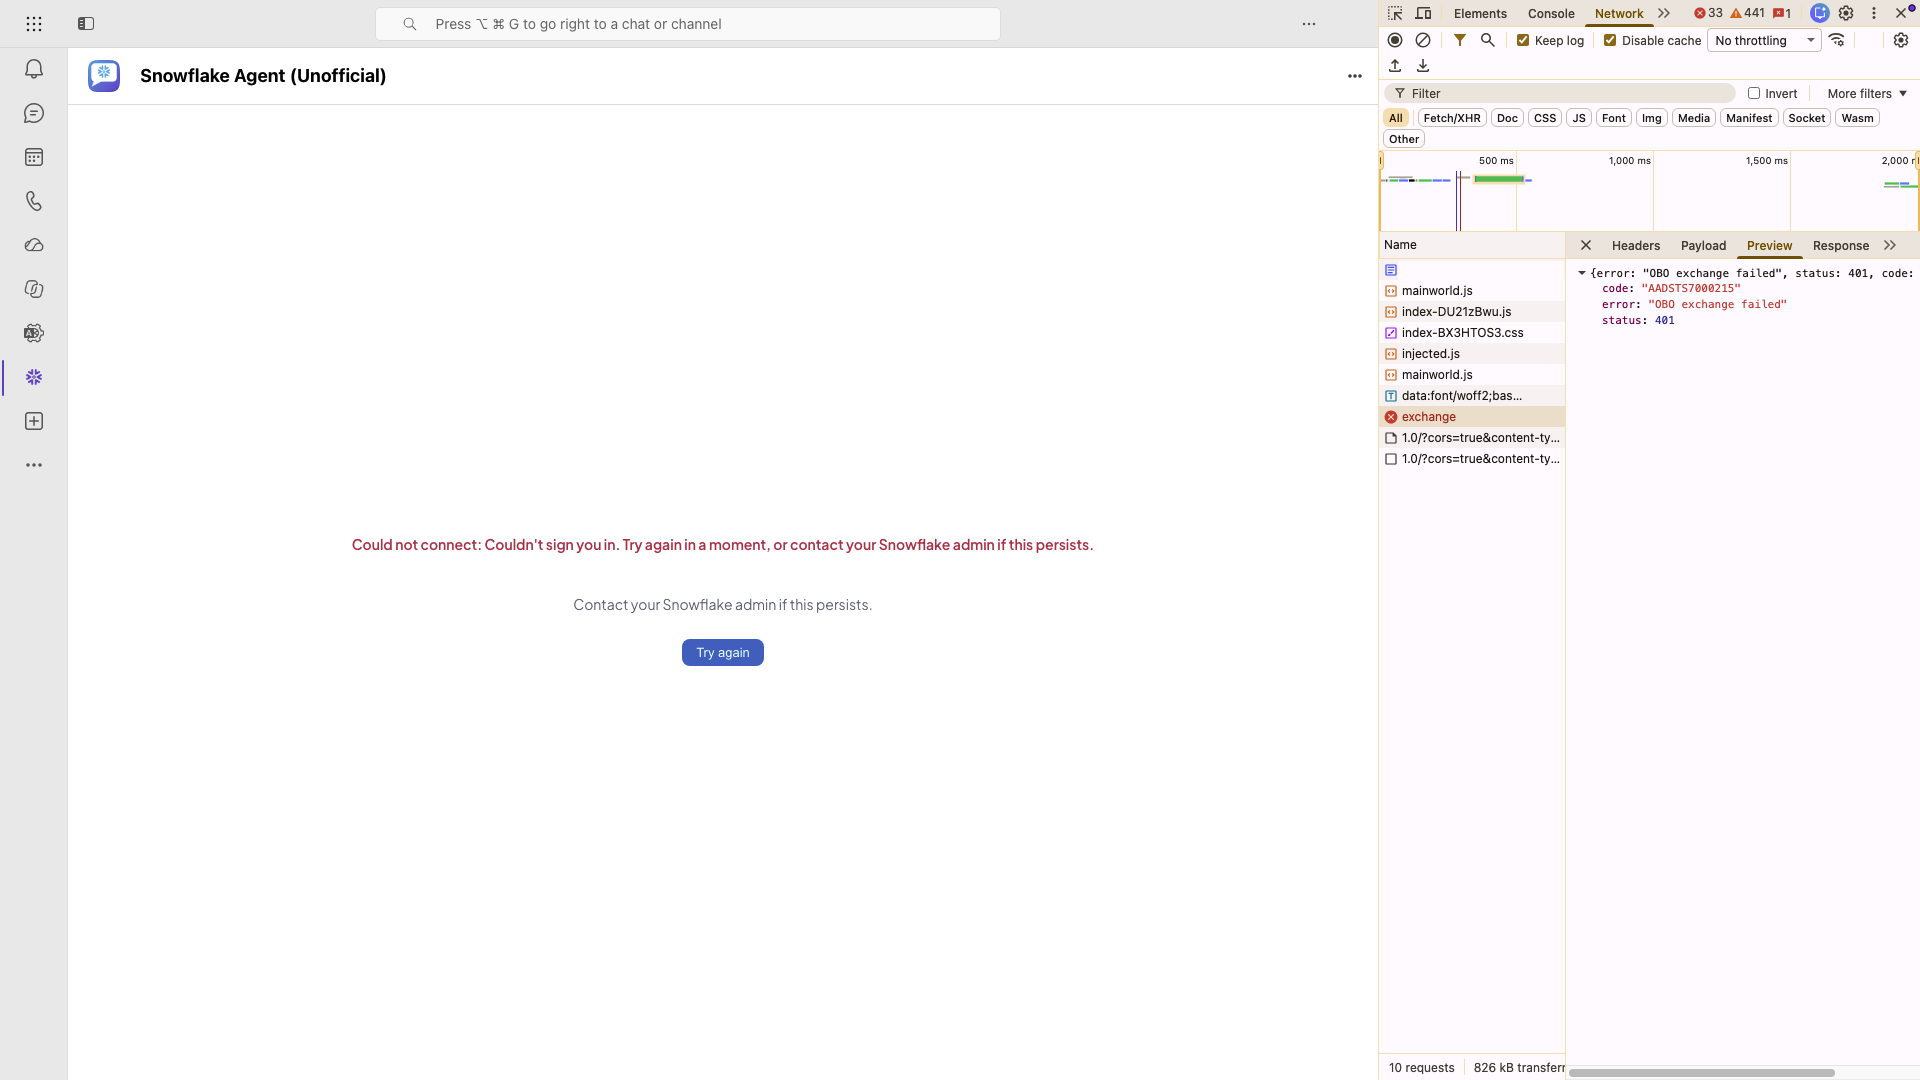 Press ⌥ ⌘ G to go right to a chart or channel
Snowflake Agent (Unofficial)
Could not connect: Couldn't sign you in. Try again in a moment, or contact your Snowflake admin if this persists.
Contact your Snowflake admin if this persists.
Try again
Elements Console Network 33 441 1
Keep log Disable cache No throttling
Filter Invert More filters
All Fetch/XHR Doc CSS JS Font Img Media Manifest Socket Wasm
Other
500 ms 1,000 ms 1,500 ms 2,000
Name
mainworld.js
index-DU21zBwu.js
index-BX3HTOS3.css
injected.js
mainworld.js
data:font/woff2;bas...
exchange
1.0/?cors=true&content-ty...
1.0/?cors=true&content-ty...
10 requests 826 kB transferr
Headers Payload Preview Response
{error: "OBO exchange failed", status: 401, code:
code: "AADSTS7000215"
error: "OBO exchange failed"
status: 401